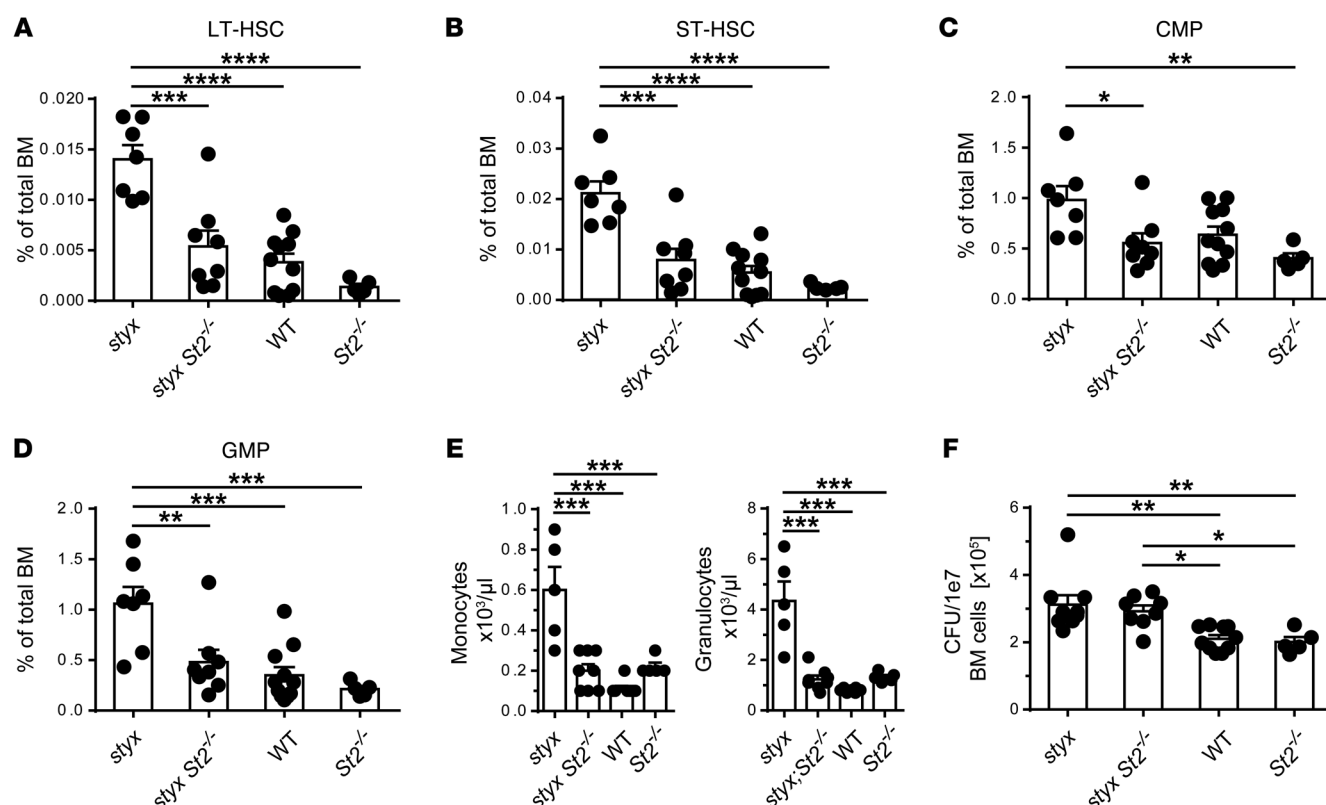 A
LT-HSC
****
****
***
% of total BM
0.020
0.015
0.010
0.005
0.000
styx
styx St2-/-
WT
St2-/-
B
ST-HSC
****
****
***
% of total BM
0.04
0.03
0.02
0.01
0.00
styx
styx St2-/-
WT
St2-/-
C
CMP
**
*
% of total BM
2.0
1.5
1.0
0.5
0.0
styx
styx St2-/-
WT
St2-/-
D
GMP
***
***
**
% of total BM
2.0
1.5
1.0
0.5
0.0
styx
styx St2-/-
WT
St2-/-
E
***
***
***
Monocytes
x10³/µl
1.0
0.8
0.6
0.4
0.2
0.0
styx
styx St2-/-
WT
St2-/-
***
***
***
Granulocytes
x10³/µl
8
6
4
2
0
styx
styx;St2-/-
WT
St2-/-
F
**
**
*
*
CFU/1e7
BM cells [x10⁵]
6
4
2
0
styx
styx St2-/-
WT
St2-/-